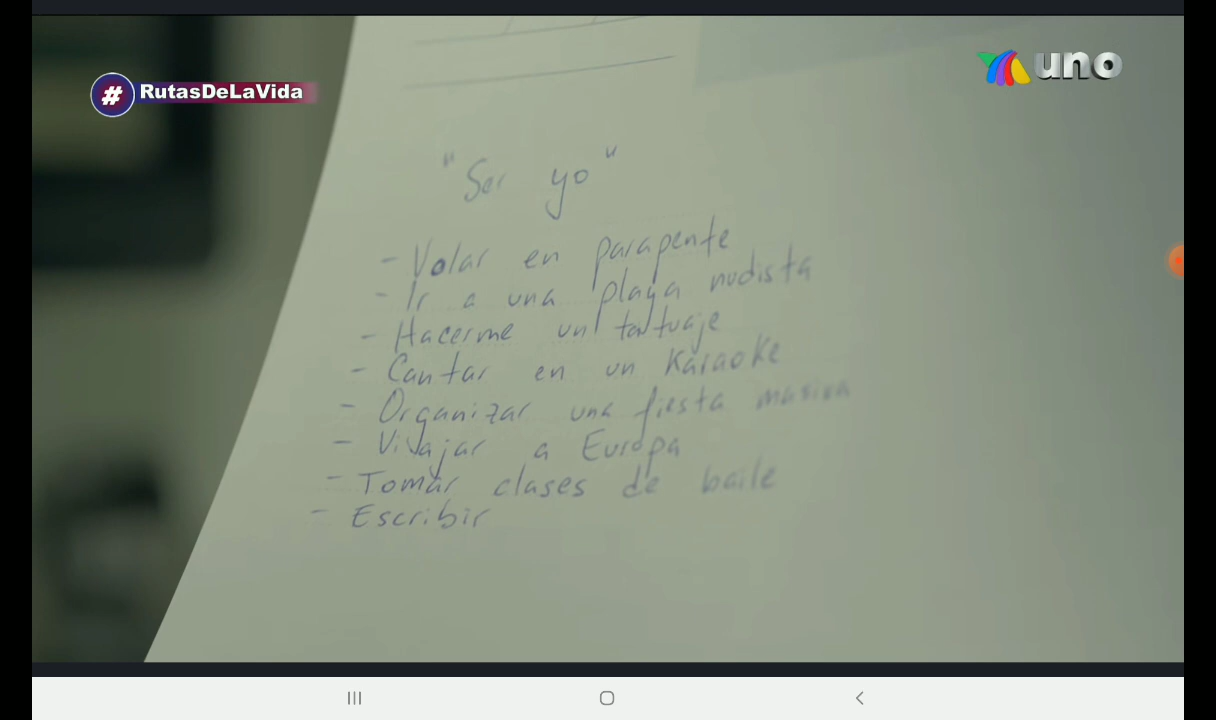 # RutasDeLaVida
uno
"Ser yo"
- Volar en parapente
- Ir a una playa nudista
- Hacerme un tatuaje
- Cantar en un Karaoke
- Organizar una fiesta masiva
- Viajar a Europa
- Tomar clases de baile
- Escribir